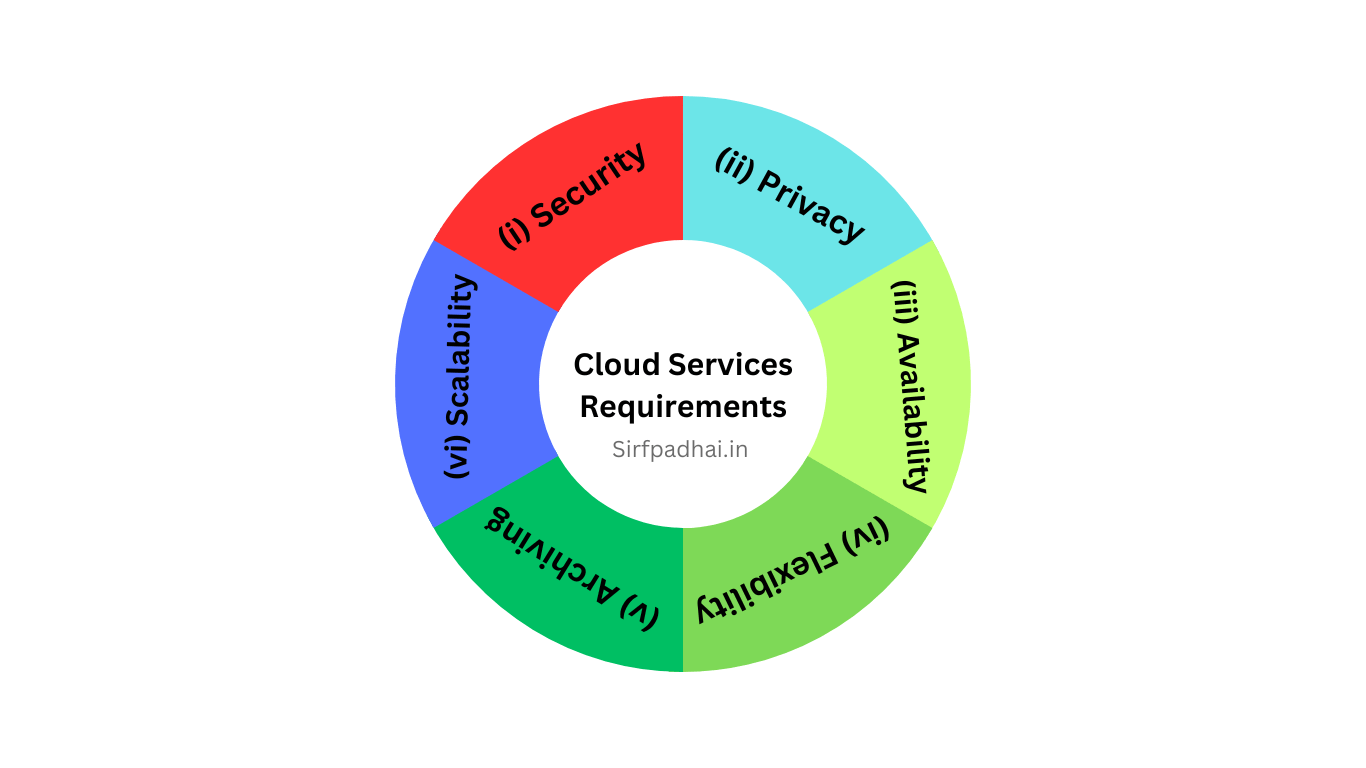 (i) Security
(ii) Privacy
(iii) Availability
(iv) Flexibility
(v) Archiving
(vi) Scalability
Cloud Services
Requirements
Sirfpadhai.in